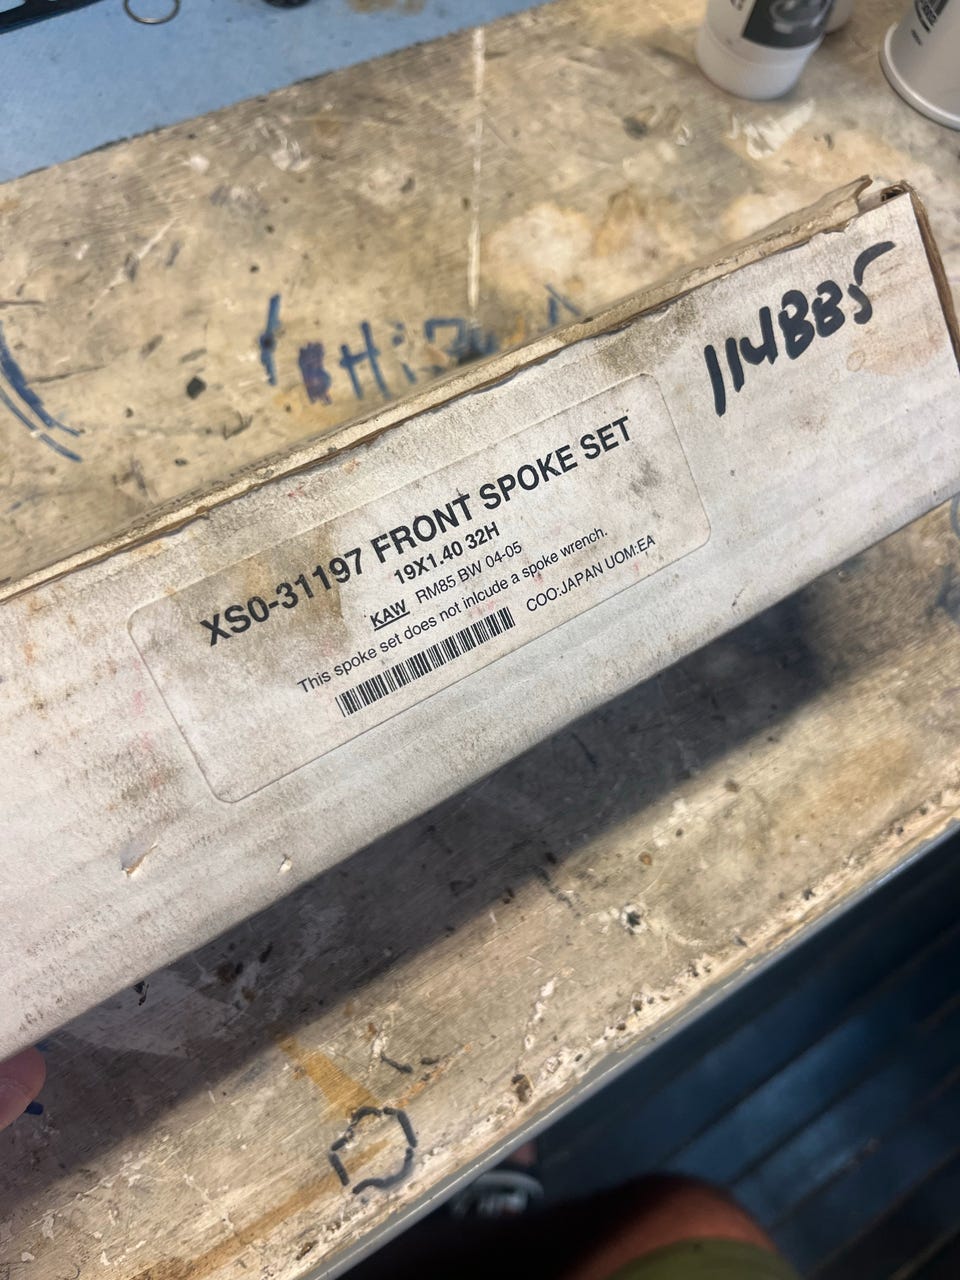 114BB5
XS0-31197 FRONT SPOKE SET
19X1.40 32H
KAW RM85 BW 04-05
This spoke set does not inlcude a spoke wrench.
COO:JAPAN UOM:EA